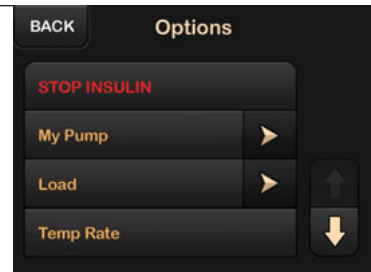 BACK
Options
STOP INSULIN
My Pump
Load
Temp Rate